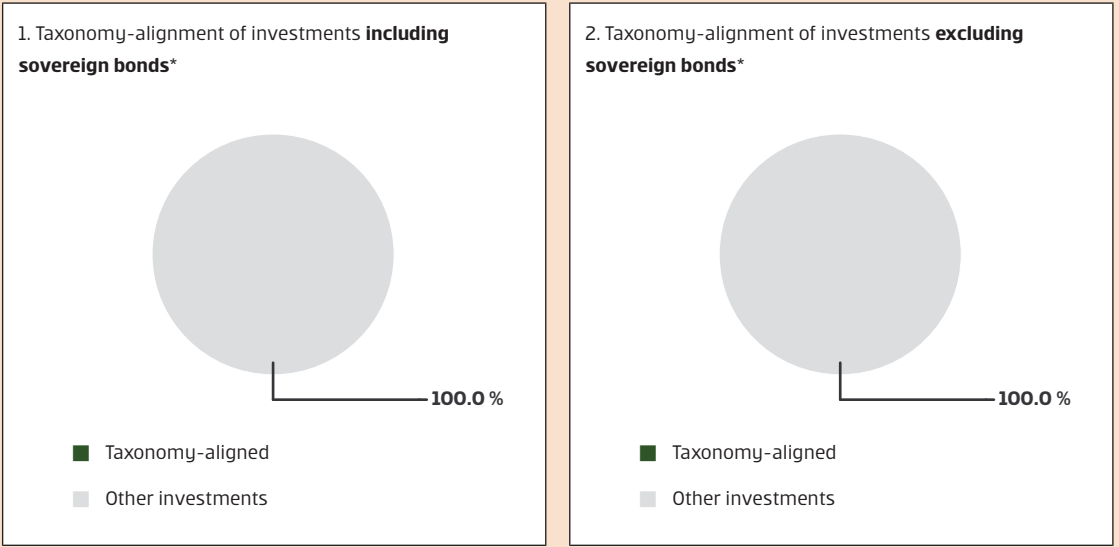 1. Taxonomy-alignment of investments including
sovereign bonds*
100.0 %
Taxonomy-aligned
Other investments
2. Taxonomy-alignment of investments excluding
sovereign bonds*
100.0 %
Taxonomy-aligned
Other investments